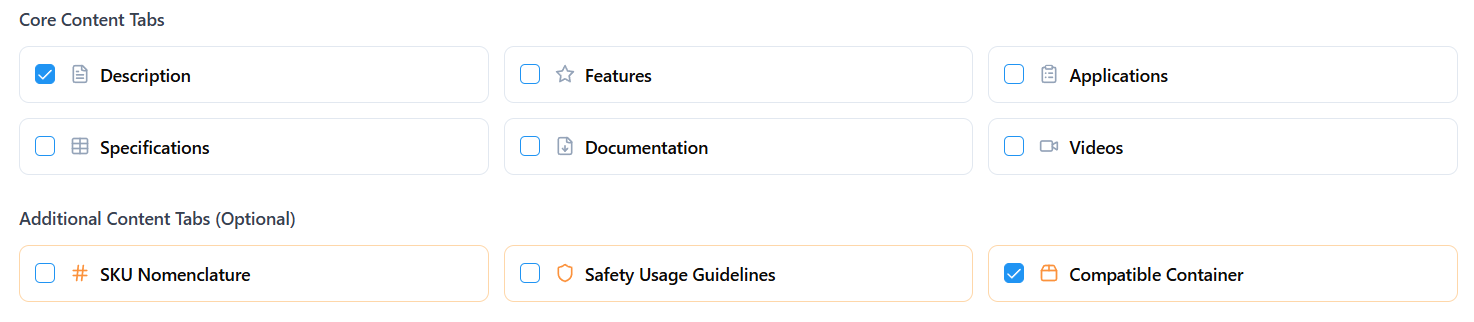 Core Content Tabs
Description
Features
Applications
Specifications
Documentation
Videos
Additional Content Tabs (Optional)
SKU Nomenclature
Safety Usage Guidelines
Compatible Container